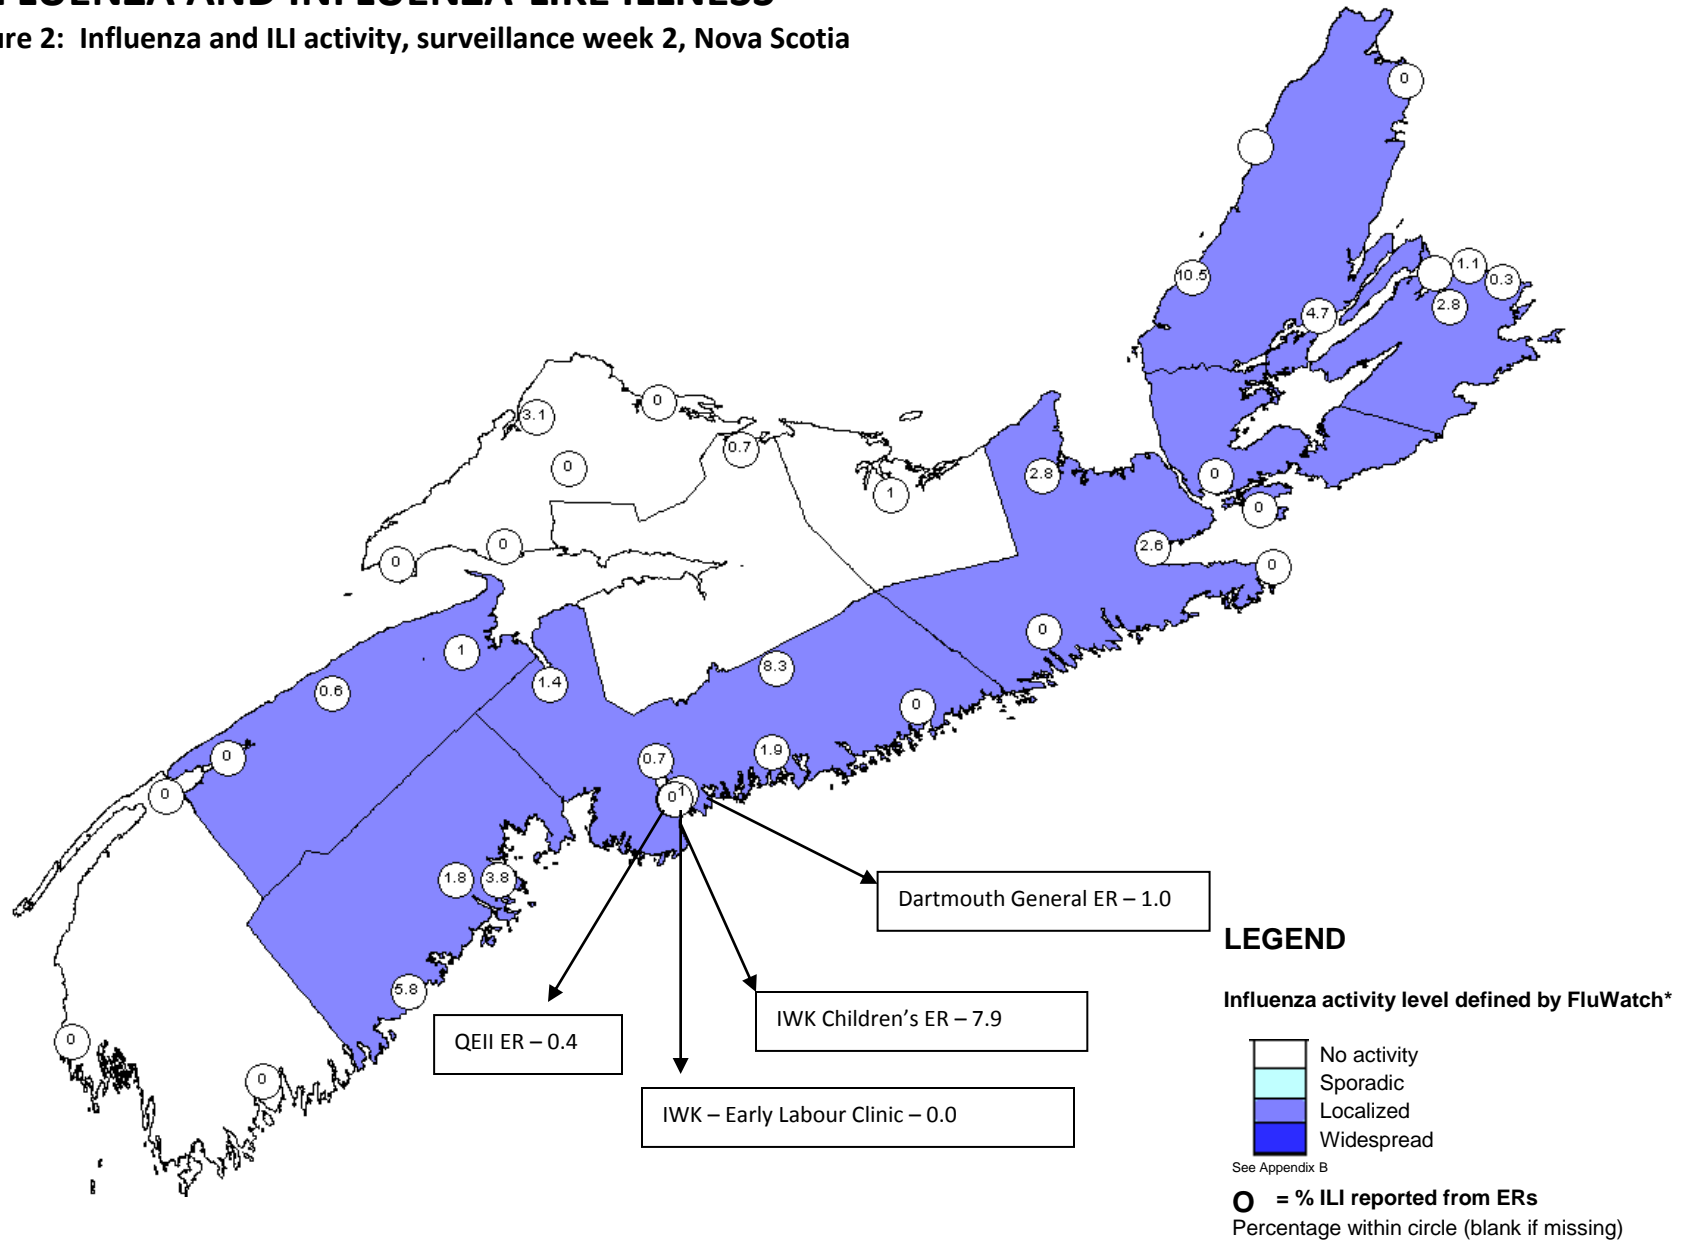 ure 2: Influenza and ILI activity, surveillance week 2, Nova Scotia
0
10.5
1.1
0.3
2.8
4.7
3.1
0
0.7
0
1
2.8
0
0
0
0
2.6
0
0
1
8.3
0.6
1.4
0
0
0.7
1.9
0
0
1
1.8
3.8
Dartmouth General ER – 1.0
5.8
IWK Children's ER – 7.9
QEII ER – 0.4
0
0
IWK – Early Labour Clinic – 0.0
LEGEND
Influenza activity level defined by FluWatch*
No activity
Sporadic
Localized
Widespread
See Appendix B
O = % ILI reported from ERs
Percentage within circle (blank if missing)